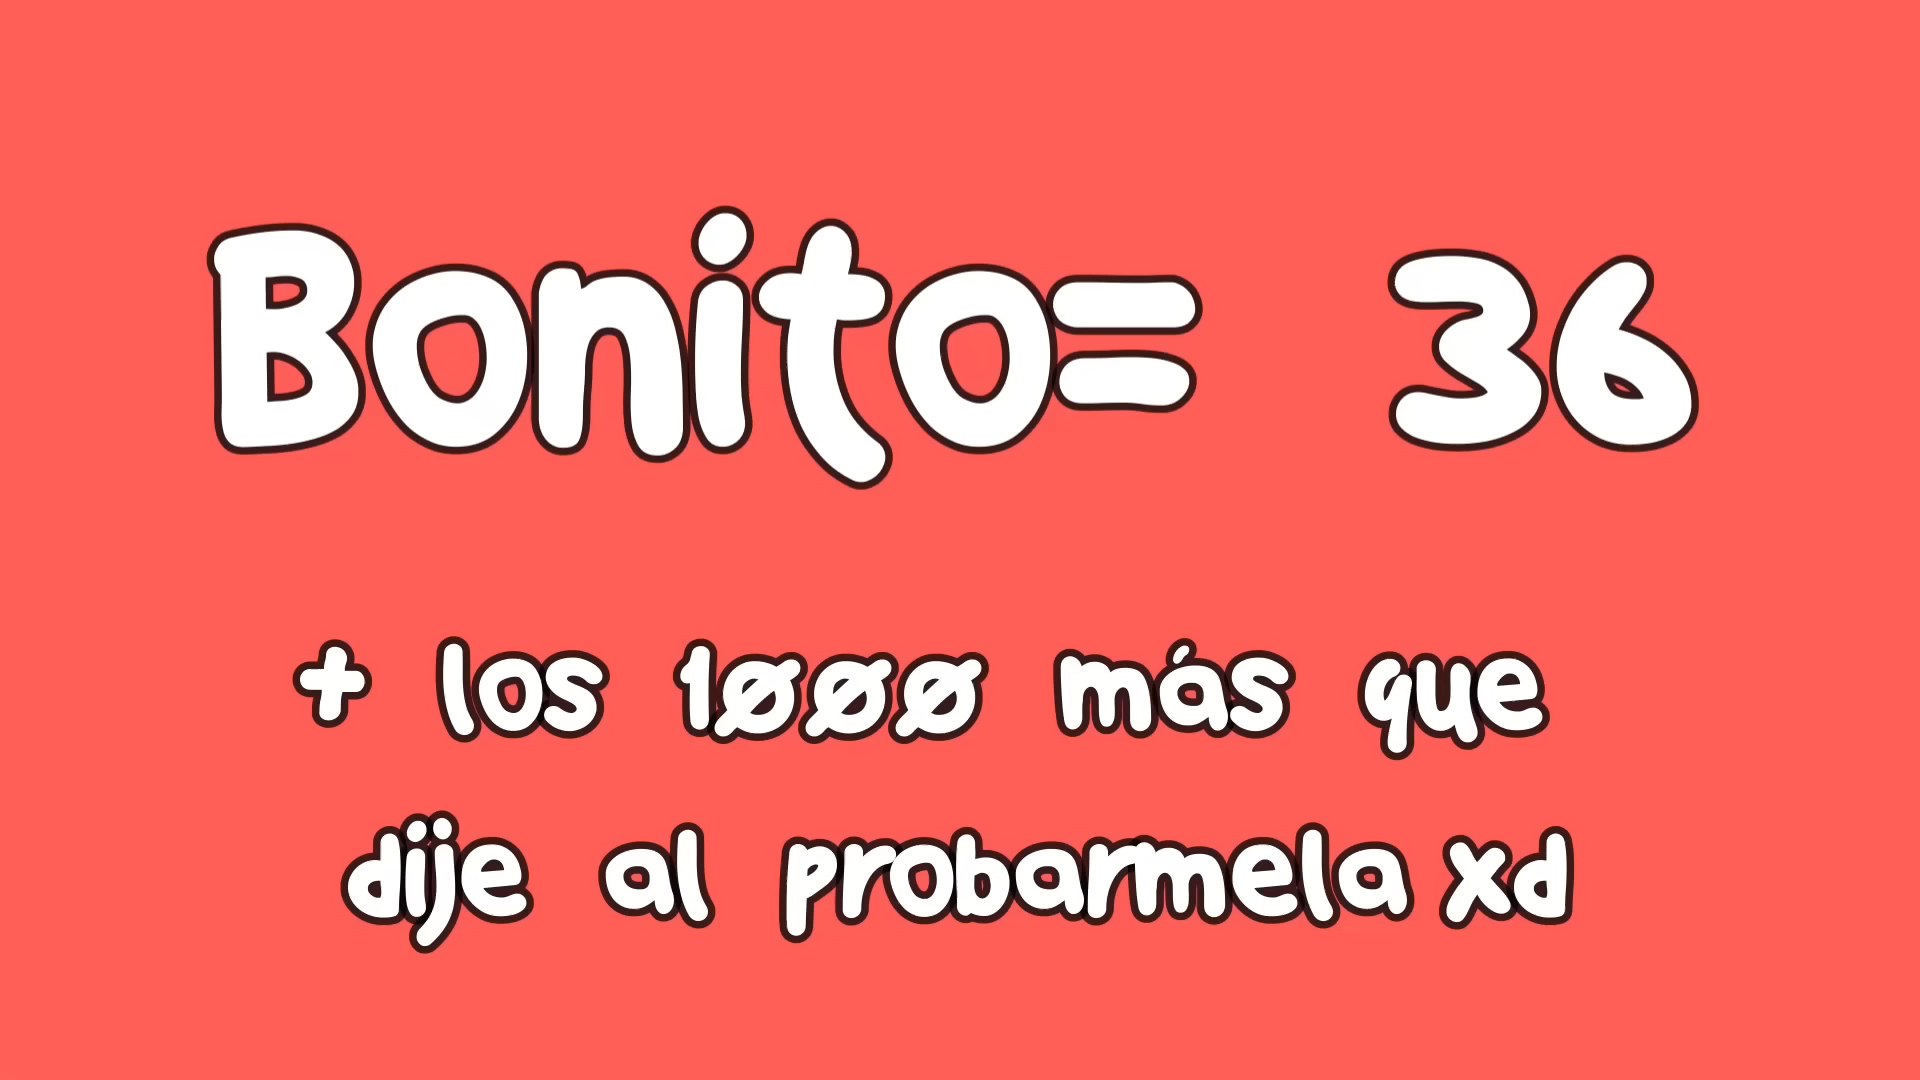 Bonito= 36
+ los 1000 más que
dije al probarmela xd